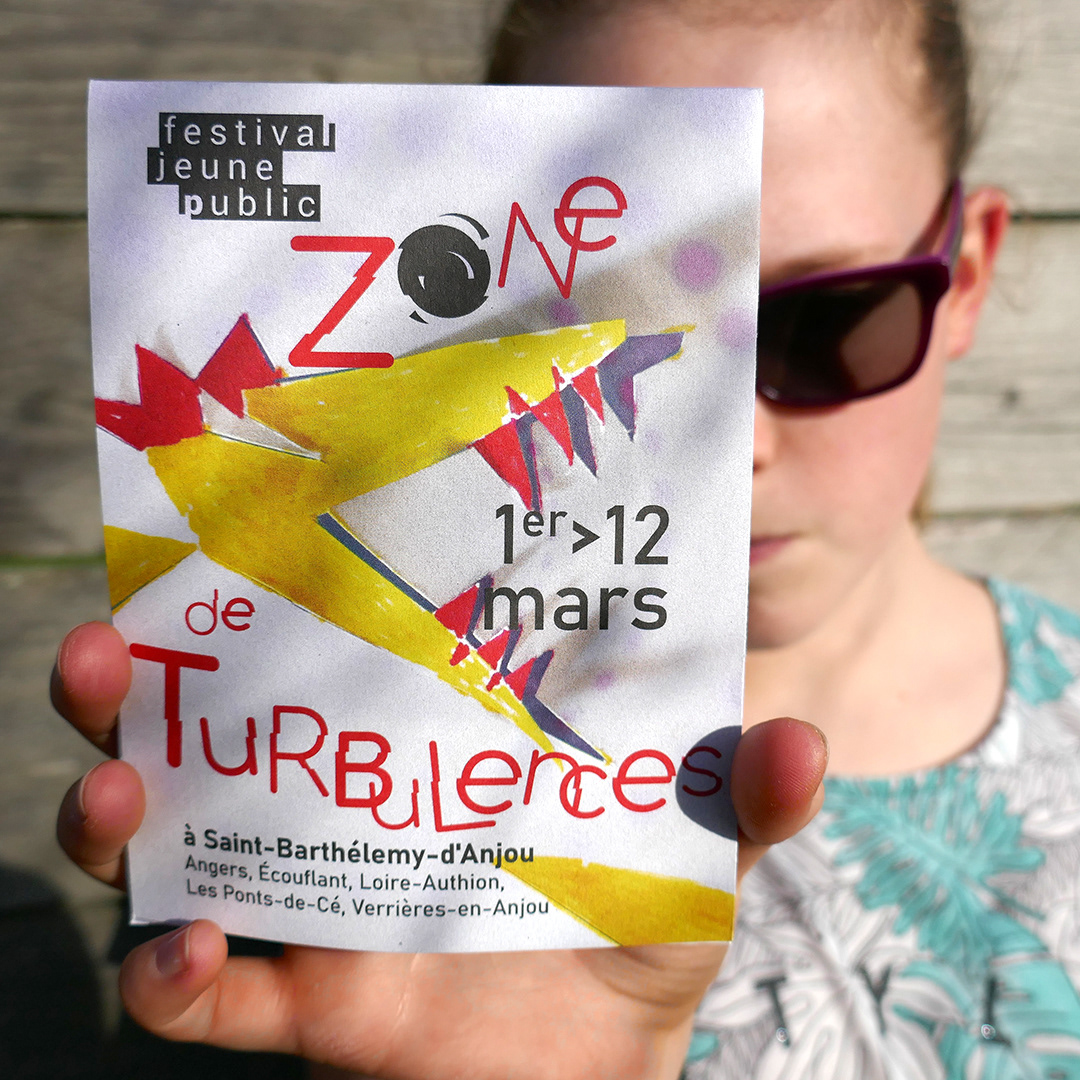 festival
jeune
public
ZONe
1er>12
mars
de
TuRBuLences
à Saint-Barthélemy-d'Anjou
Angers, Écouflant, Loire-Authion,
Les Ponts-de-Cé, Verrières-en-Anjou
T Y E